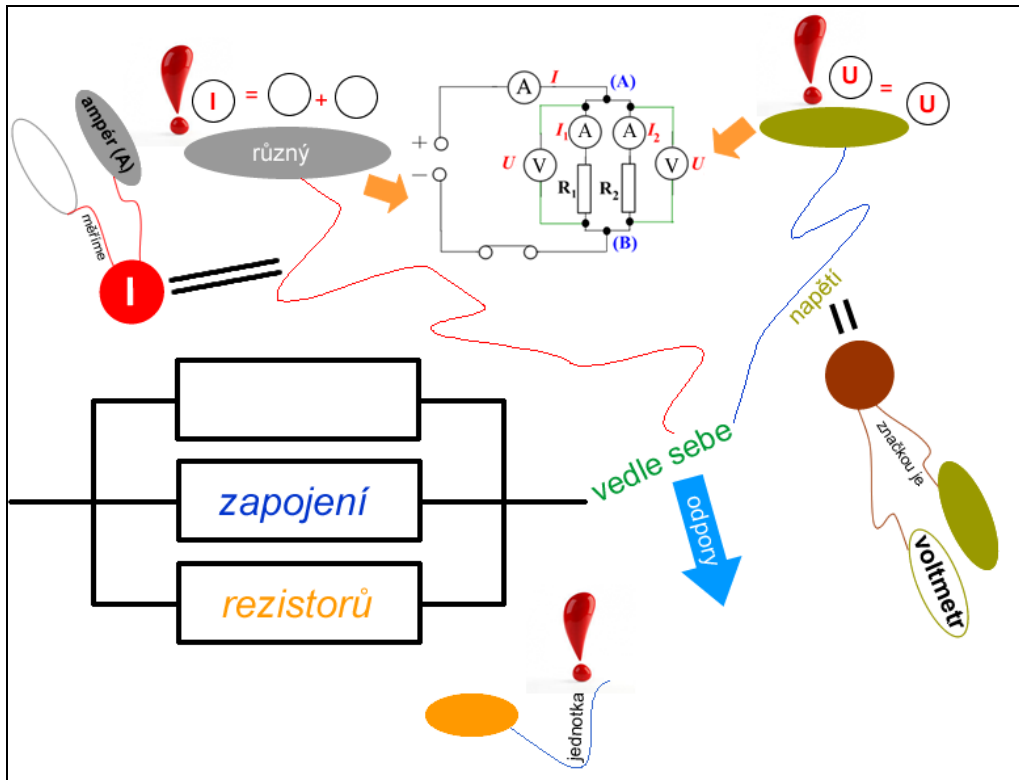 I = +
U = U
ampér (A)
různý
měříme
I
A I (A)
I1 A A I2
U V V U
+
–
R1 R2
(B)
napětí
=
značkou je
voltmetr
vedle sebe
odpory
zapojení
rezistorů
jednotka